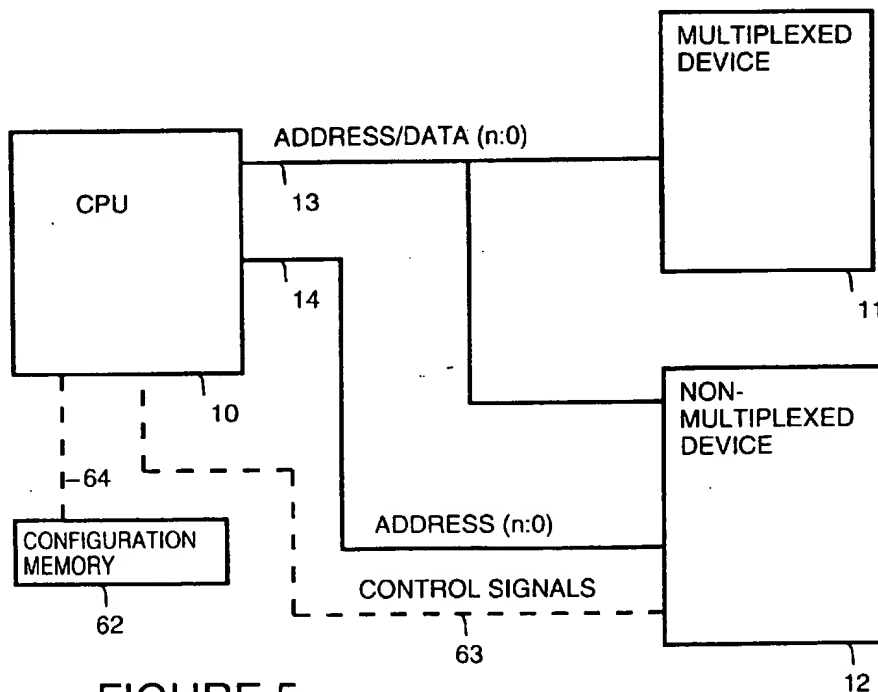 MULTIPLEXED
DEVICE
ADDRESS/DATA (n:0)
CPU
13
14
11
10
NON-
MULTIPLEXED
DEVICE
64
ADDRESS (n:0)
CONFIGURATION
MEMORY
CONTROL SIGNALS
62
63
12
FIGURE 5